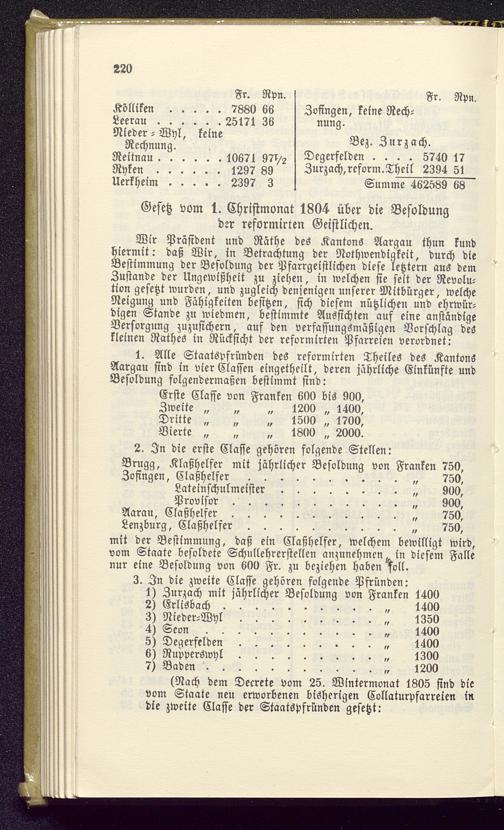 220
Fr. Rpn.
Kölliken . . . . . 7880 66
Leerau . . . . . . 25171 36
Nieder-Wyl, keine
Rechnung.
Reitnau . . . . . . 10671 97½
Ryken . . . . . . 1297 89
Uerkheim . . . . . 2397 3
Fr. Rpn.
Zofingen, keine Rech-
nung.
Bez. Zurzach.
Degerfelden . . . . 5740 17
Zurzach, reform. Theil 2394 51
Summe 462589 68
Gesetz vom 1. Christmonat 1804 über die Besoldung
der reformirten Geistlichen.
Wir Präsident und Räthe des Kantons Aargau thun kund
hiermit: daß Wir, in Betrachtung der Nothwendigkeit, durch die
Bestimmung der Besoldung der Pfarrgeistlichen diese letztern aus dem
Zustande der Ungewißheit zu ziehen, in welchen sie seit der Revolu-
tion gesetzt wurden, und zugleich denjenigen unserer Mitbürger, welche
Neigung und Fähigkeiten besitzen, sich diesem nützlichen und ehrwür-
digen Stande zu wiedmen, bestimmte Aussichten auf eine anständige
Versorgung zuzusichern, auf den verfassungsmäßigen Vorschlag des
kleinen Rathes in Rücksicht der reformirten Pfarreien verordnet:
1. Alle Staatspfründen des reformirten Theiles des Kantons
Aargau sind in vier Classen eingetheilt, deren jährliche Einkünfte und
Besoldung folgendermaßen bestimmt sind:
Erste Classe von Franken 600 bis 900,
Zweite „ „ „ 1200 „ 1400,
Dritte „ „ „ 1500 „ 1700,
Vierte „ „ „ 1800 „ 2000.
2. In die erste Classe gehören folgende Stellen:
Brugg, Klaßhelfer mit jährlicher Besoldung von Franken 750,
Zofingen, Claßhelfer . . . . . . . . . . „ 750,
Lateinschulmeister . . . . . . . . „ 900,
Provisor . . . . . . . . . . „ 900,
Aarau, Claßhelfer . . . . . . . . . . . „ 750,
Lenzburg, Claßhelfer . . . . . . . . . . „ 750,
mit der Bestimmung, daß ein Claßhelfer, welchem bewilligt wird,
vom Staate besoldete Schullehrerstellen anzunehmen, in diesem Falle
nur eine Besoldung von 600 Fr. zu beziehen haben soll.
3. In die zweite Classe gehören folgende Pfründen:
1) Zurzach mit jährlicher Besoldung von Franken 1400
2) Erlisbach . . . . . . . . . . . „ 1400
3) Nieder-Wyl . . . . . . . . . . „ 1350
4) Seon . . . . . . . . . . . . . „ 1400
5) Degerfelden . . . . . . . . . . „ 1400
6) Rupperswyl . . . . . . . . . . „ 1300
7) Baden . . . . . . . . . . . . „ 1200
(Nach dem Decrete vom 25. Wintermonat 1805 sind die
vom Staate neu erworbenen bisherigen Collaturpfarreien in
die zweite Classe der Staatspfründen gesetzt: